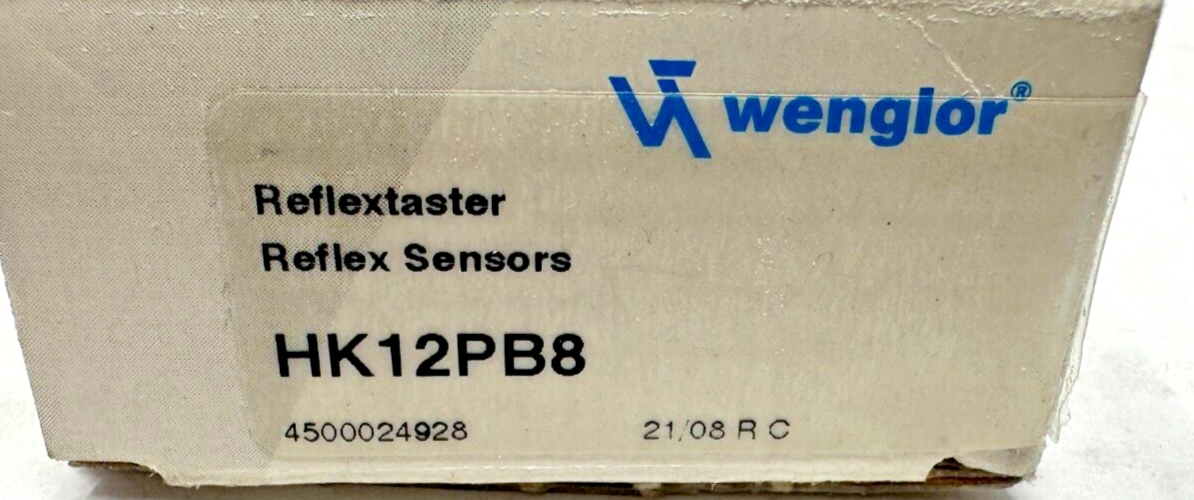 wenglor®
Reflextaster
Reflex Sensors
HK12PB8
4500024928 21/08 R C